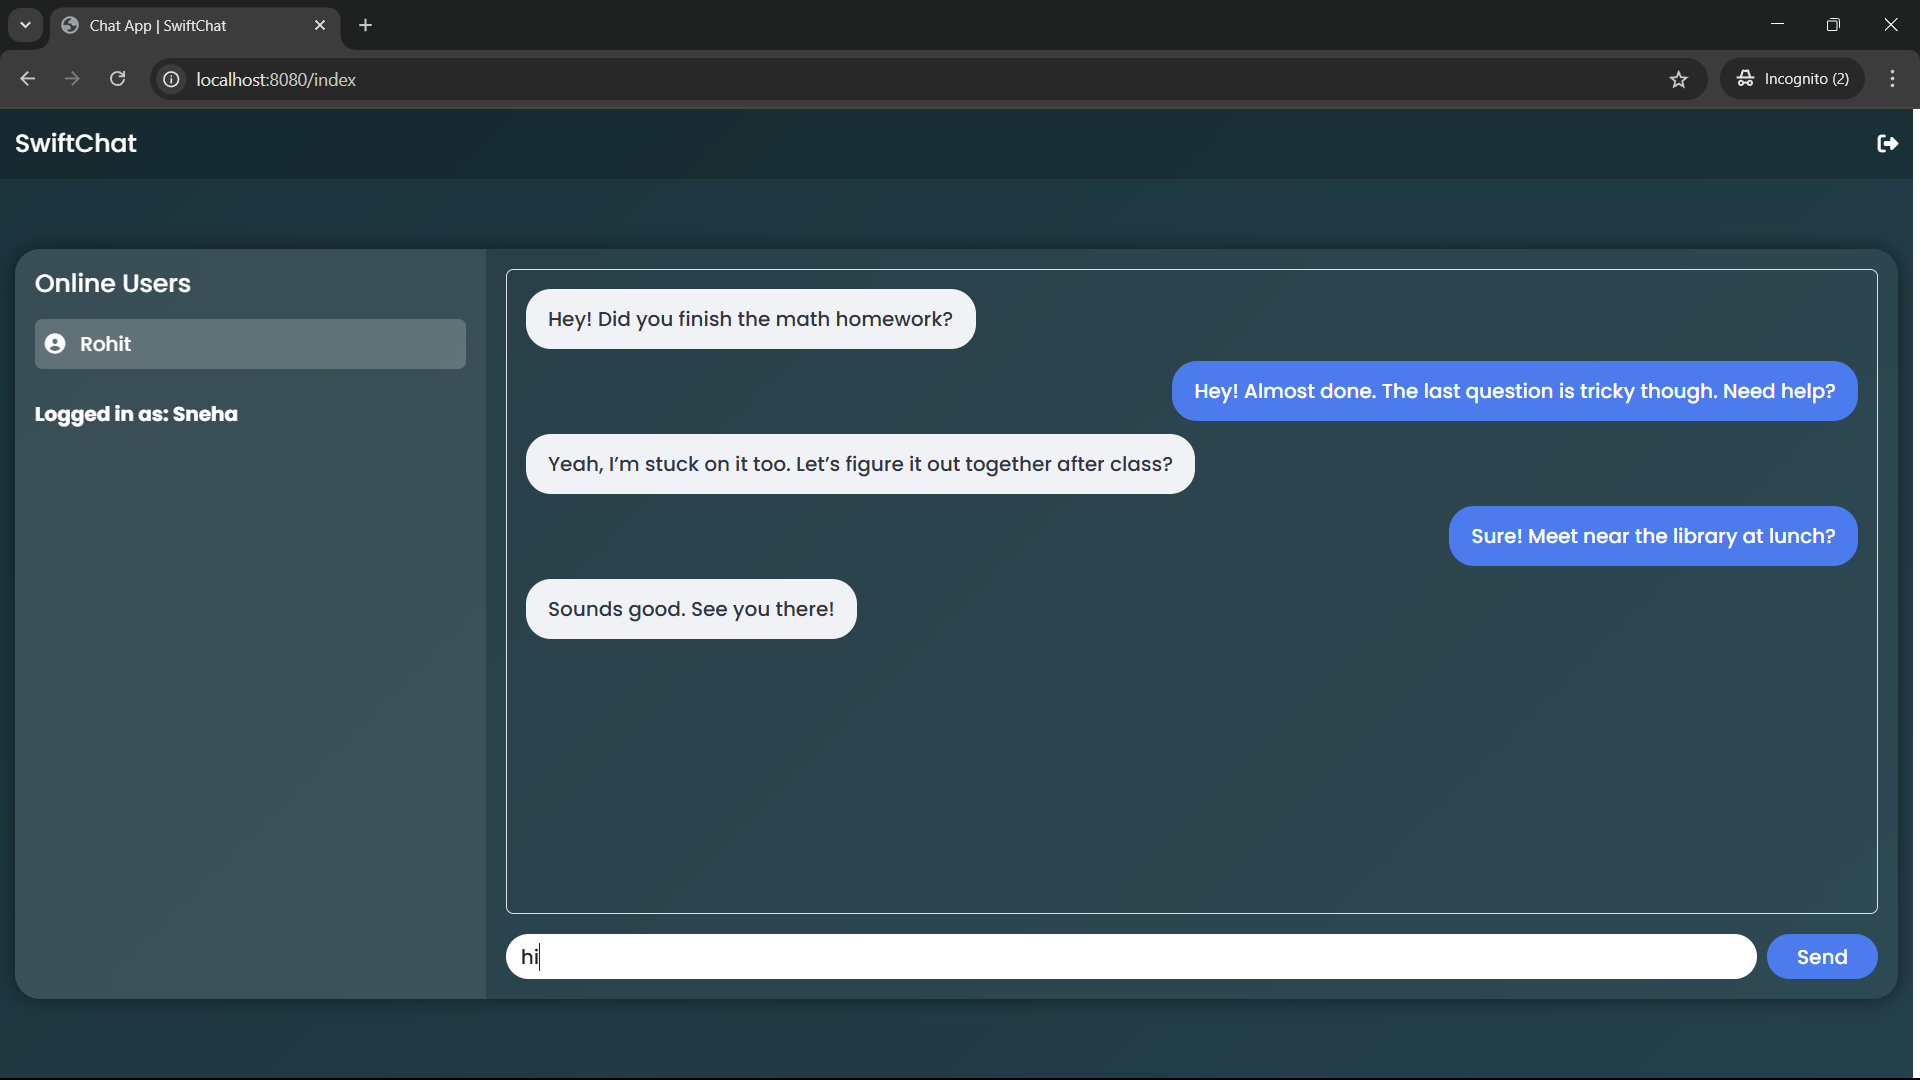 Chat App | SwiftChat
localhost:8080/index
Incognito (2)
SwiftChat
Online Users
Rohit
Logged in as: Sneha
Hey! Did you finish the math homework?
Hey! Almost done. The last question is tricky though. Need help?
Yeah, I’m stuck on it too. Let’s figure it out together after class?
Sure! Meet near the library at lunch?
Sounds good. See you there!
hi
Send